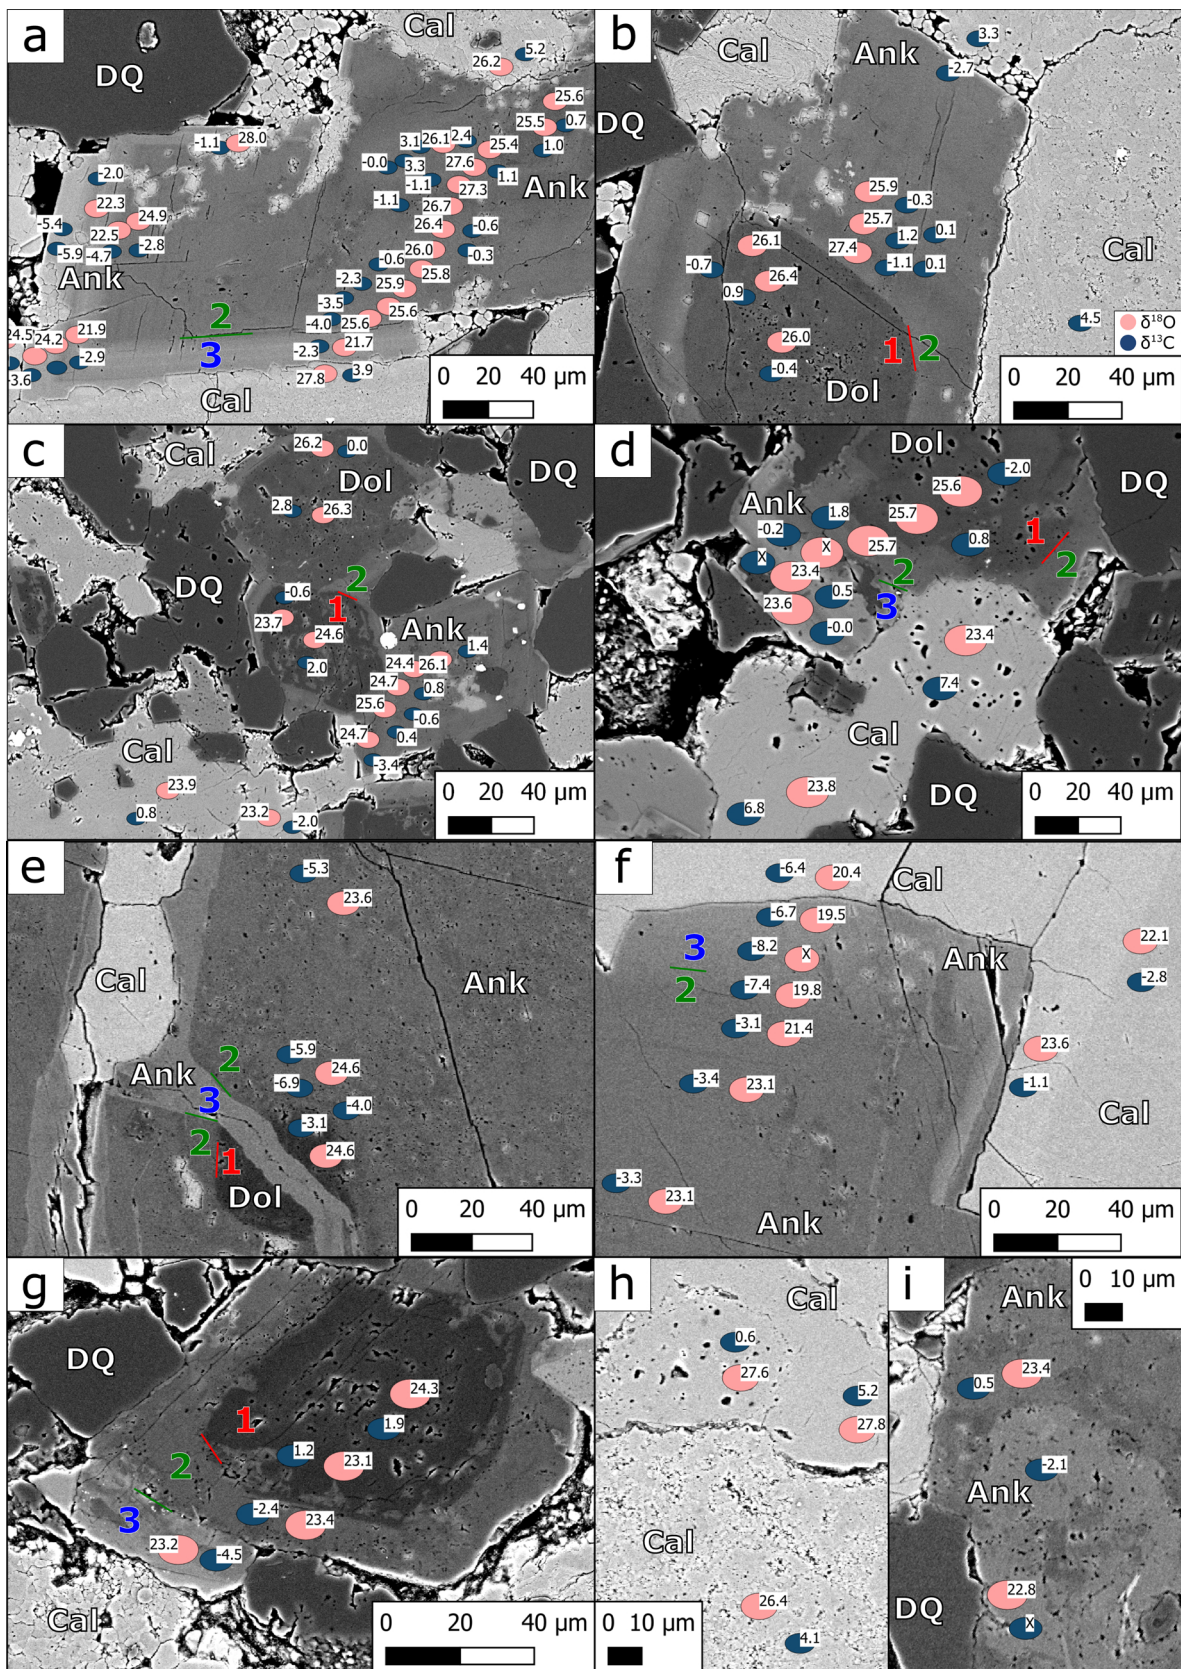 a
DQ
Cal
5.2
26.2
25.6
25.5
0.7
-1.1
28.0
3.1
26.1
2.4
25.4
1.0
-0.0
3.3
27.6
1.1
-2.0
-1.1
27.3
Ank
22.3
24.9
-1.1
26.7
-5.4
22.5
26.4
-0.6
-5.9
-4.7
-2.8
26.0
-0.3
Ank
-0.6
25.8
-2.3
25.9
-3.5
25.6
2
-4.0
25.6
24.5
24.2
21.9
3
-2.3
21.7
-3.6
-2.9
27.8
3.9
Cal
0 20 40 µm
b
Cal
Ank
3.3
-2.7
DQ
25.9
-0.3
25.7
1.2
0.1
26.1
27.4
-1.1
0.1
-0.7
26.4
0.9
Cal
26.0
1
2
4.5
δ¹⁸O
δ¹³C
-0.4
Dol
0 20 40 µm
c
Cal
26.2
0.0
Dol
DQ
2.8
26.3
DQ
-0.6
2
1
23.7
24.6
Ank
2.0
24.4
26.1
1.4
24.7
0.8
25.6
-0.6
24.7
0.4
-3.4
Cal
23.9
0.8
23.2
-2.0
0 20 40 µm
d
Dol
-2.0
DQ
25.6
Ank
1.8
25.7
-0.2
X
X
25.7
0.8
1
2
23.4
2
0.5
3
23.6
-0.0
23.4
7.4
Cal
23.8
6.8
DQ
0 20 40 µm
e
-5.3
23.6
Cal
Ank
-5.9
2
24.6
Ank
3
-6.9
-4.0
2
-3.1
1
24.6
Dol
0 20 40 µm
f
-6.4
20.4
Cal
-6.7
19.5
22.1
3
-8.2
X
Ank
2
-7.4
19.8
-2.8
-3.1
21.4
23.6
-3.4
23.1
-1.1
Cal
-3.3
23.1
Ank
0 20 40 µm
g
DQ
24.3
1
1.9
1.2
2
23.1
-2.4
23.4
3
23.2
-4.5
Cal
0 20 40 µm
h
Cal
0.6
27.6
5.2
27.8
Cal
26.4
4.1
0 10 µm
i
Ank
0 10 µm
23.4
0.5
-2.1
Ank
22.8
DQ
X